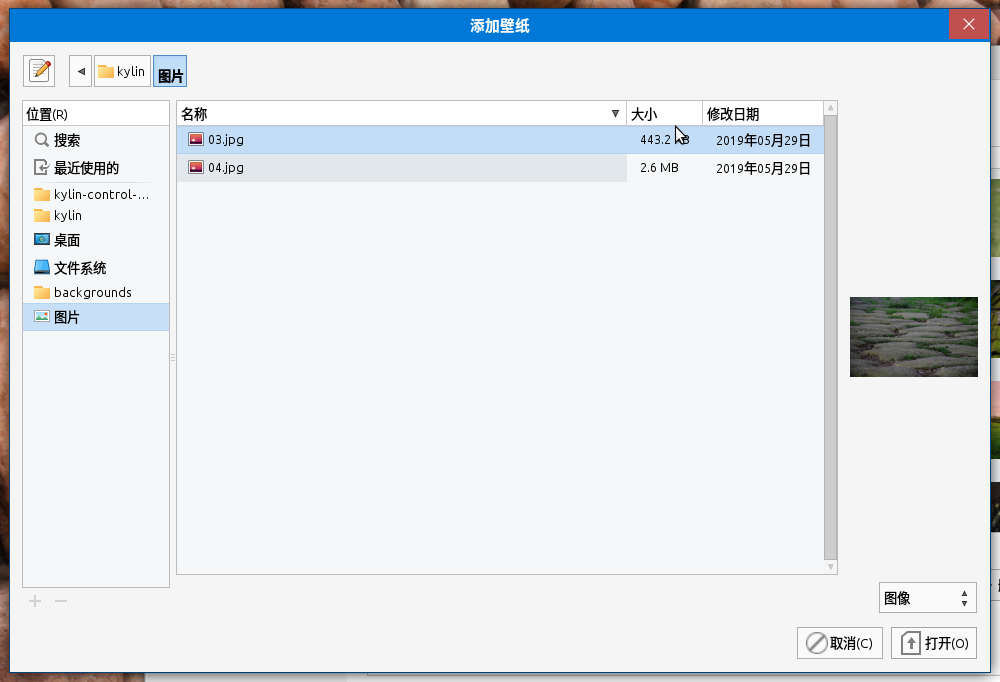 添加壁纸
kylin
图片
位置(R)
搜索
最近使用的
kylin-control-...
kylin
桌面
文件系统
backgrounds
图片
名称 大小 修改日期
03.jpg 443.2 2019年05月29日
04.jpg 2.6 MB 2019年05月29日
图像
取消(C) 打开(O)